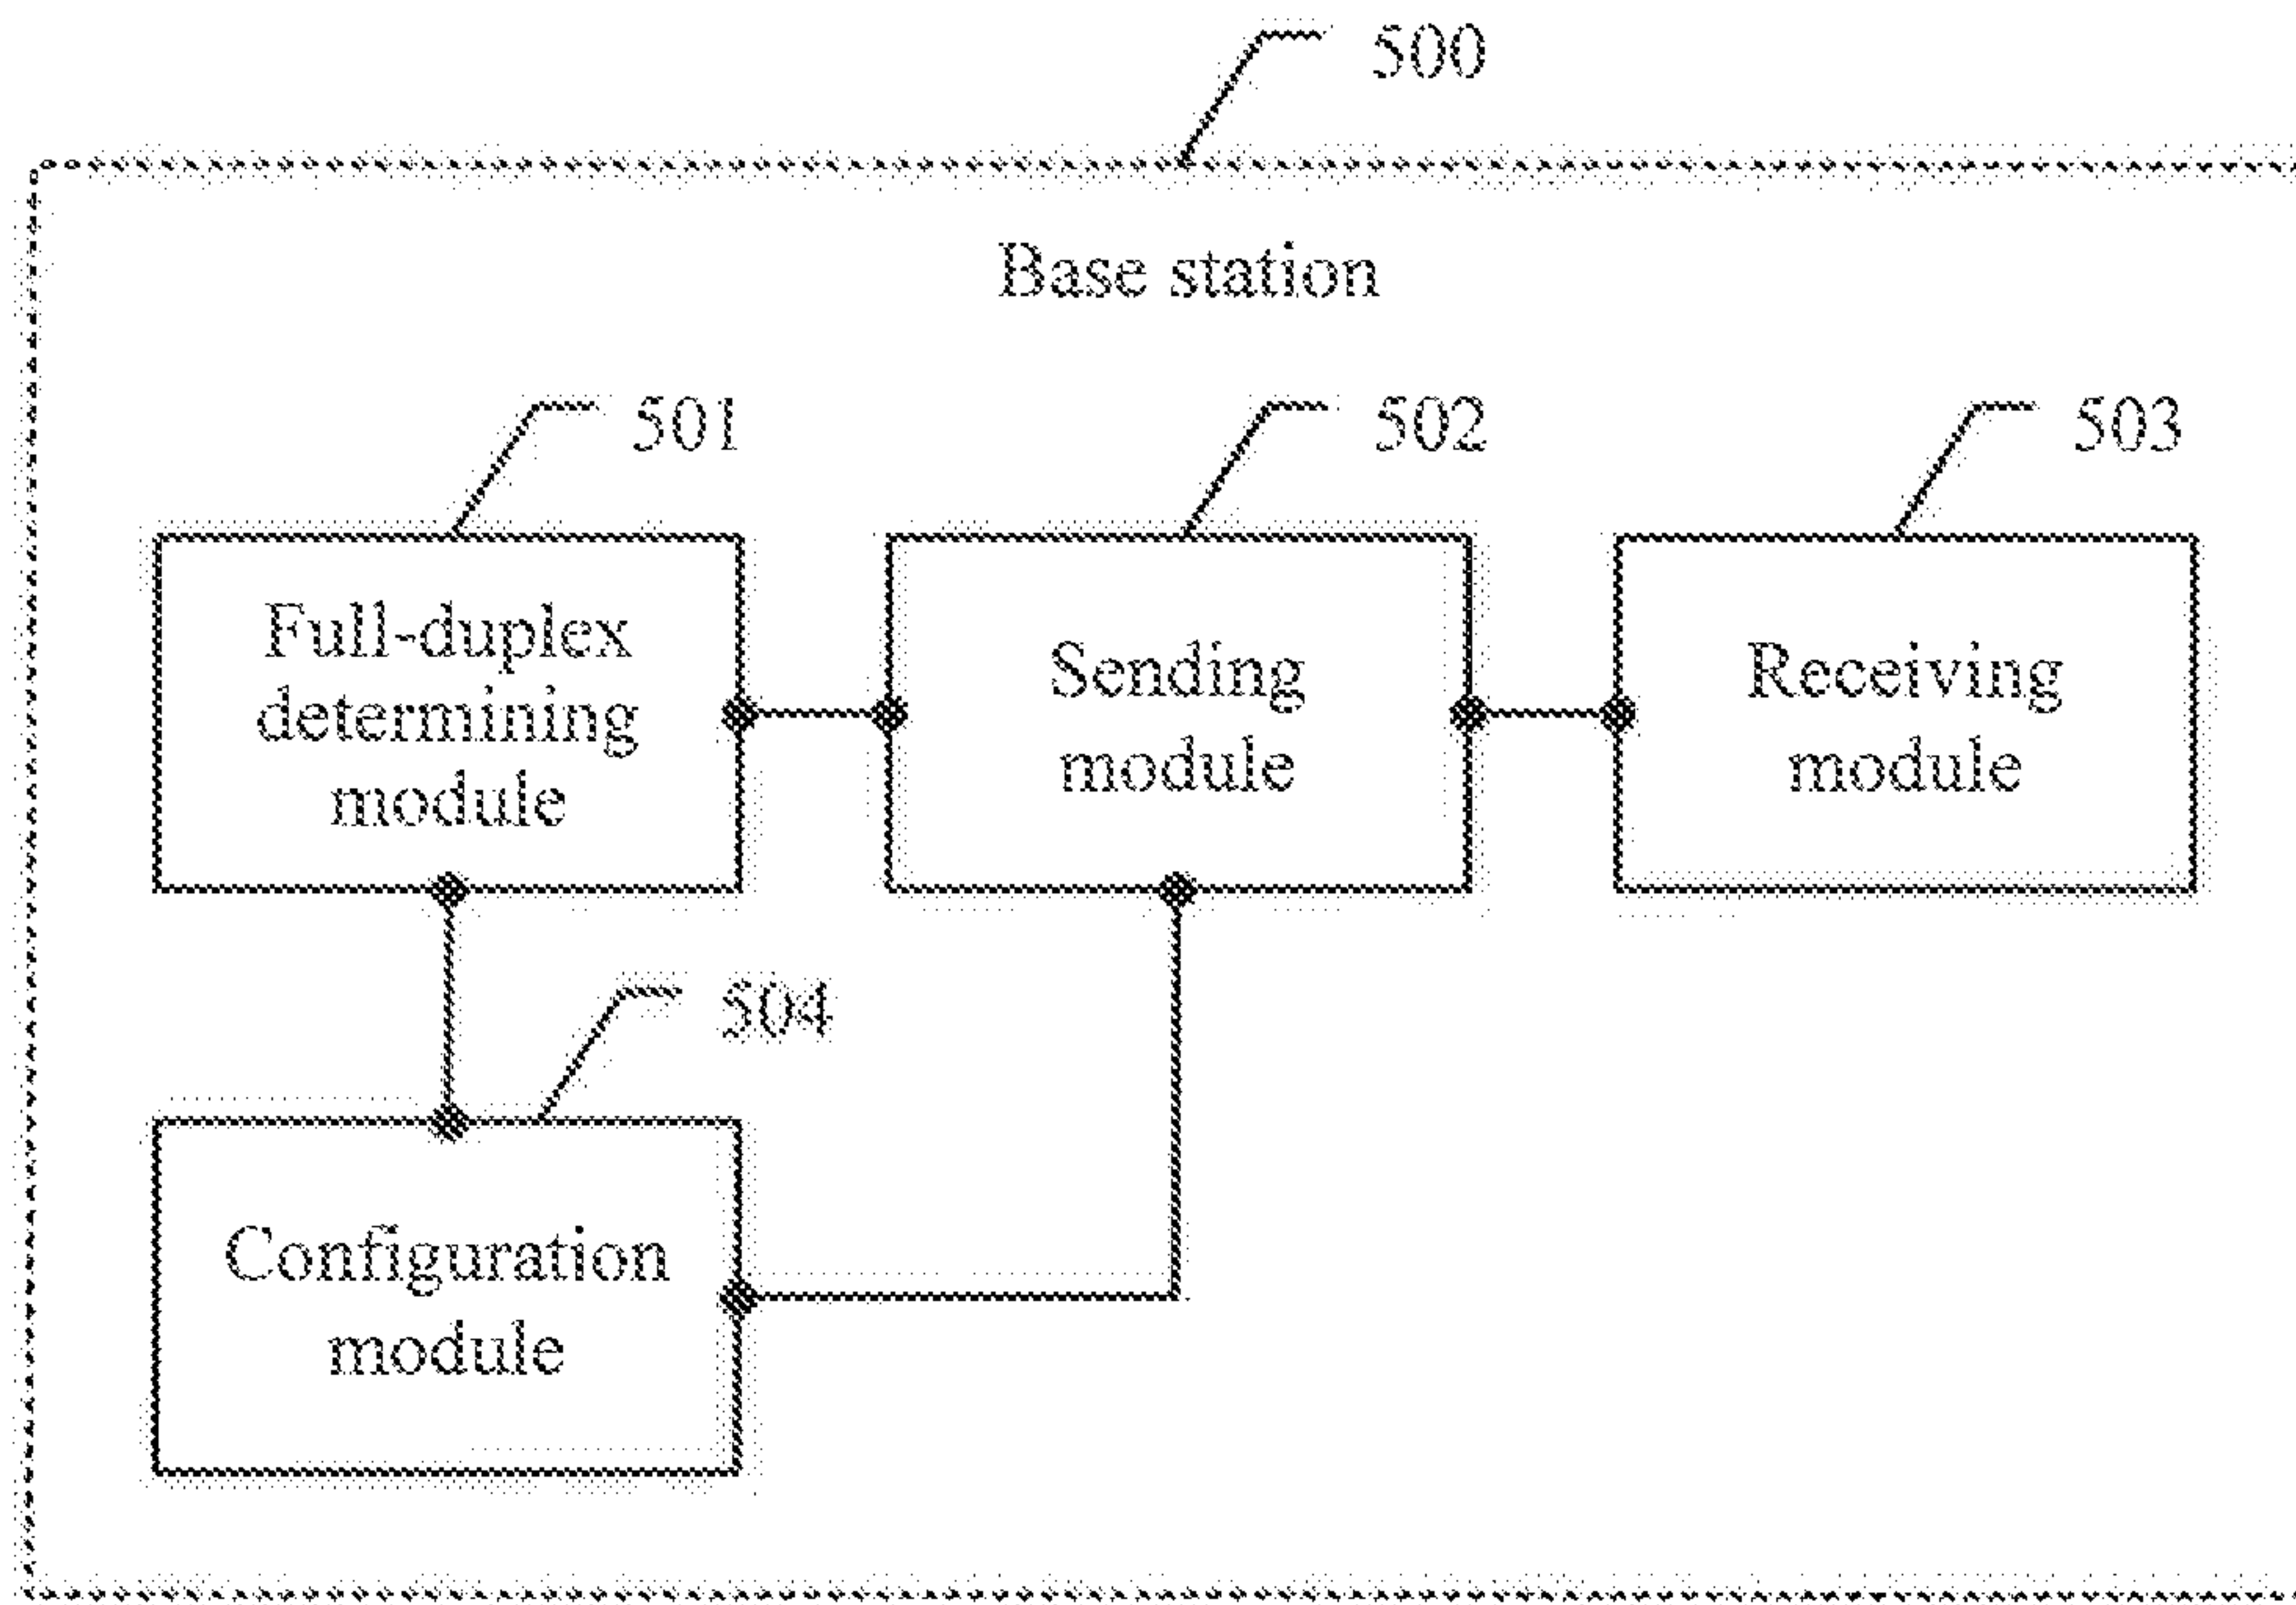 500
Base station
501
502
503
Full-duplex
determining
module
Sending
module
Receiving
module
504
Configuration
module